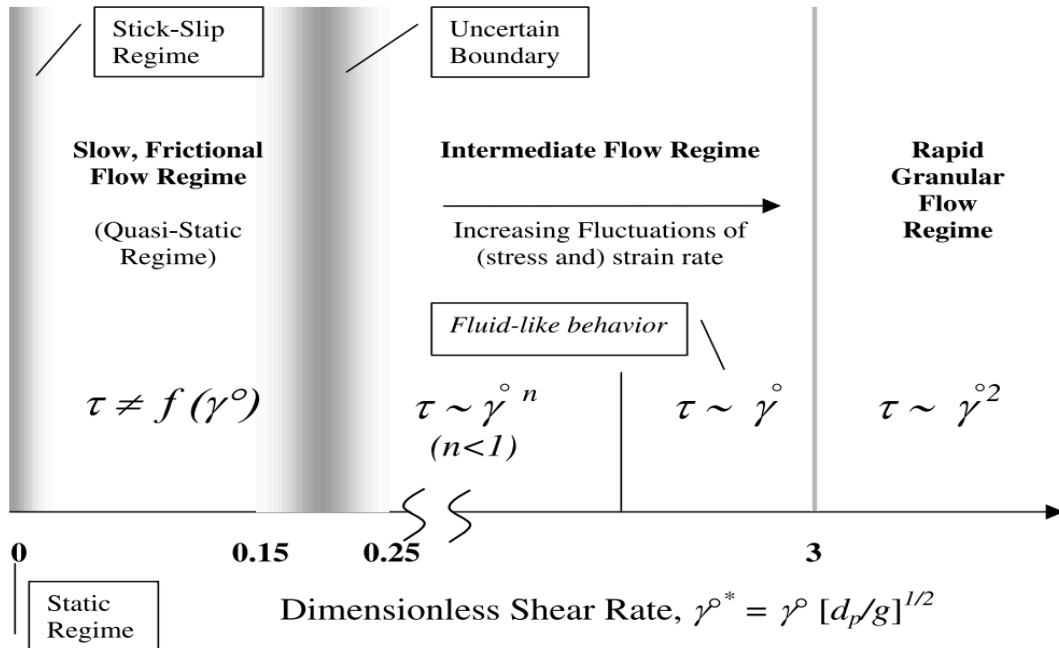 Stick-Slip
Regime
Uncertain
Boundary
Slow, Frictional
Flow Regime
(Quasi-Static
Regime)
Intermediate Flow Regime
Increasing Fluctuations of
(stress and) strain rate
Rapid
Granular
Flow
Regime
Fluid-like behavior
τ ≠ f (γ°)
τ ~ γ° ⁿ
(n<1)
τ ~ γ°
τ ~ γ°²
0
0.15
0.25
3
Static
Regime
Dimensionless Shear Rate, γ°* = γ° [dₚ/g]^1/2